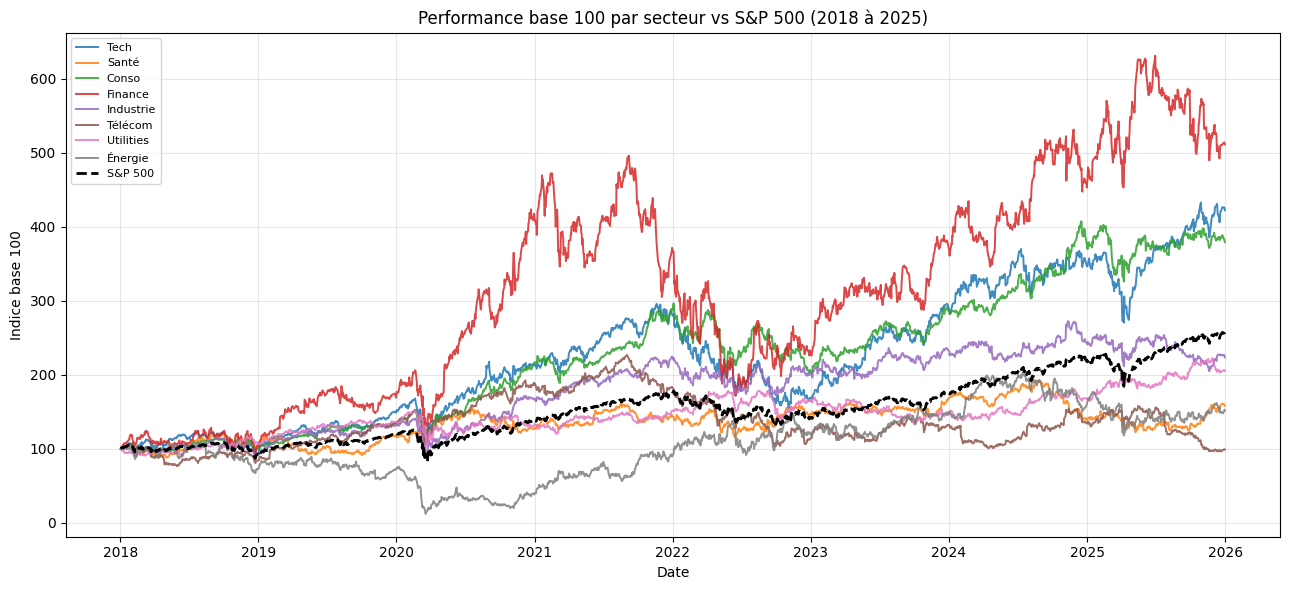 Performance base 100 par secteur vs S&P 500 (2018 à 2025)
Tech
Santé
Conso
Finance
Industrie
Télécom
Utilities
Énergie
S&P 500
Indice base 100
600
500
400
300
200
100
0
2018 2019 2020 2021 2022 2023 2024 2025 2026
Date